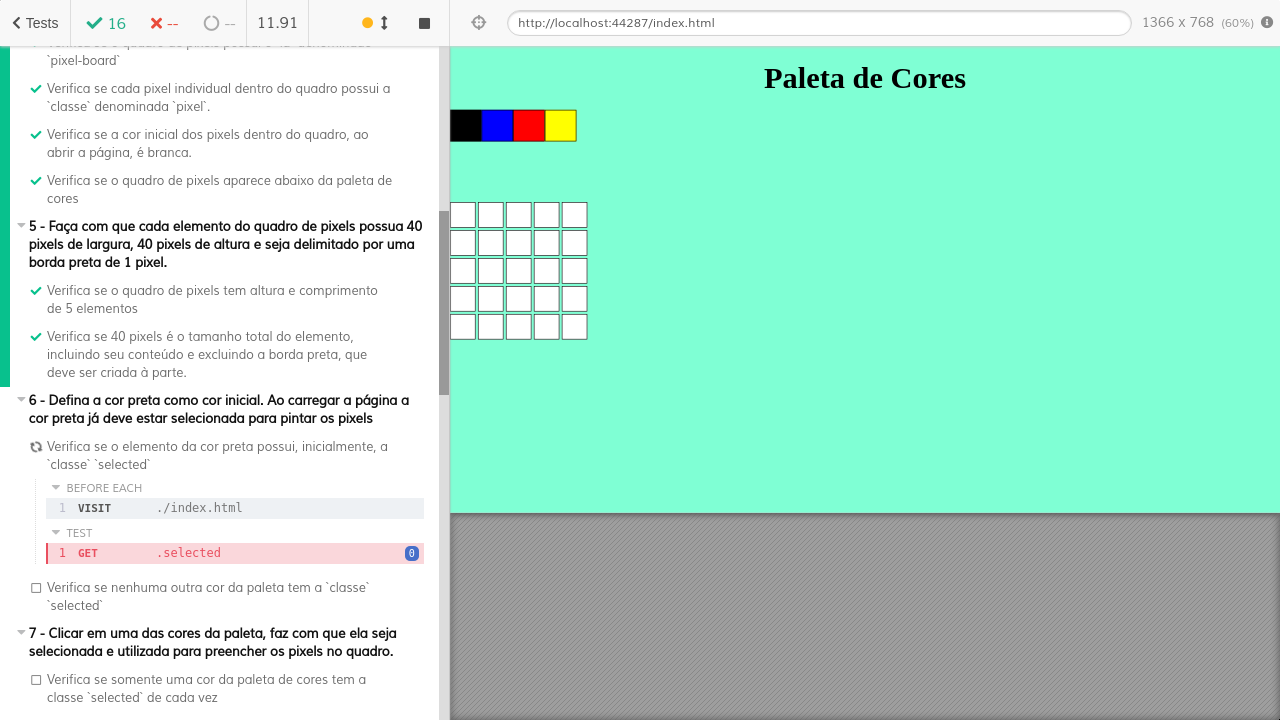 Tests
16
--
--
11.91
http://localhost:44287/index.html
1366 x 768 (60%)
`pixel-board`
Verifica se cada pixel individual dentro do quadro possui a
`classe` denominada `pixel`.
Verifica se a cor inicial dos pixels dentro do quadro, ao
abrir a página, é branca.
Verifica se o quadro de pixels aparece abaixo da paleta de
cores
5 - Faça com que cada elemento do quadro de pixels possua 40
pixels de largura, 40 pixels de altura e seja delimitado por uma
borda preta de 1 pixel.
Verifica se o quadro de pixels tem altura e comprimento
de 5 elementos
Verifica se 40 pixels é o tamanho total do elemento,
incluindo seu conteúdo e excluindo a borda preta, que
deve ser criada à parte.
6 - Defina a cor preta como cor inicial. Ao carregar a página a
cor preta já deve estar selecionada para pintar os pixels
Verifica se o elemento da cor preta possui, inicialmente, a
`classe` `selected`
BEFORE EACH
1 VISIT ./index.html
TEST
1 GET .selected 0
Verifica se nenhuma outra cor da paleta tem a `classe`
`selected`
7 - Clicar em uma das cores da paleta, faz com que ela seja
selecionada e utilizada para preencher os pixels no quadro.
Verifica se somente uma cor da paleta de cores tem a
classe `selected` de cada vez
Paleta de Cores